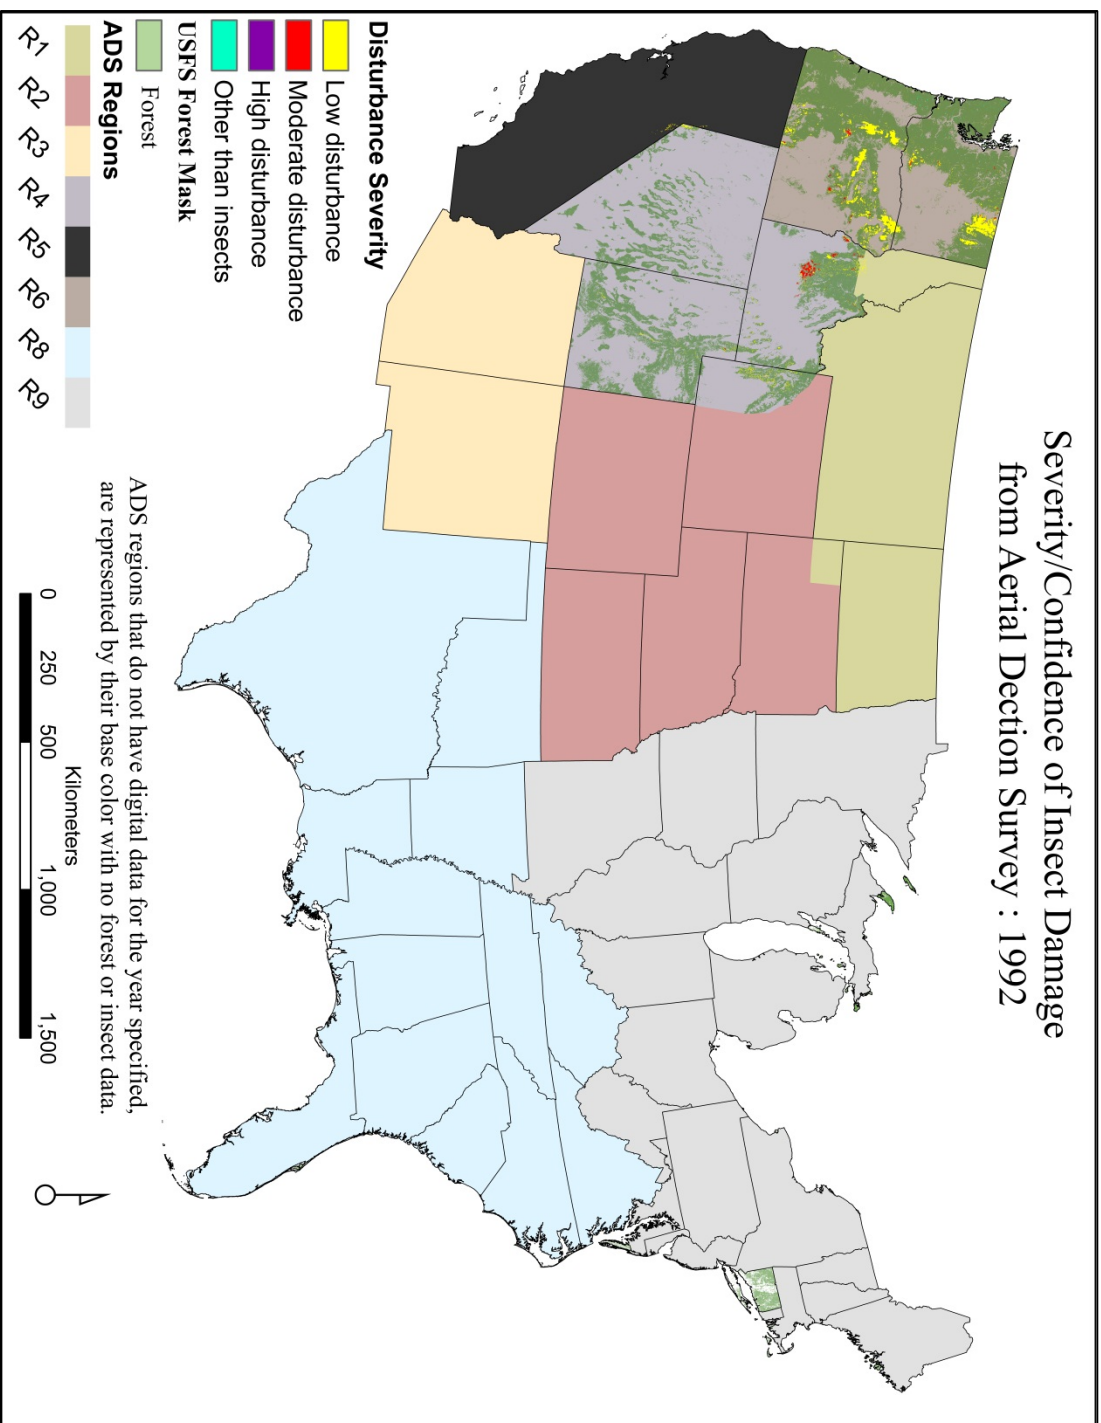 Severity/Confidence of Insect Damage
from Aerial Dection Survey : 1992
Disturbance Severity
Low disturbance
Moderate disturbance
High disturbance
Other than insects
USFS Forest Mask
Forest
ADS Regions
R1
R2
R3
R4
R5
R6
R8
R9
ADS regions that do not have digital data for the year specified,
are represented by their base color with no forest or insect data.
0 250 500 1,000 1,500
Kilometers